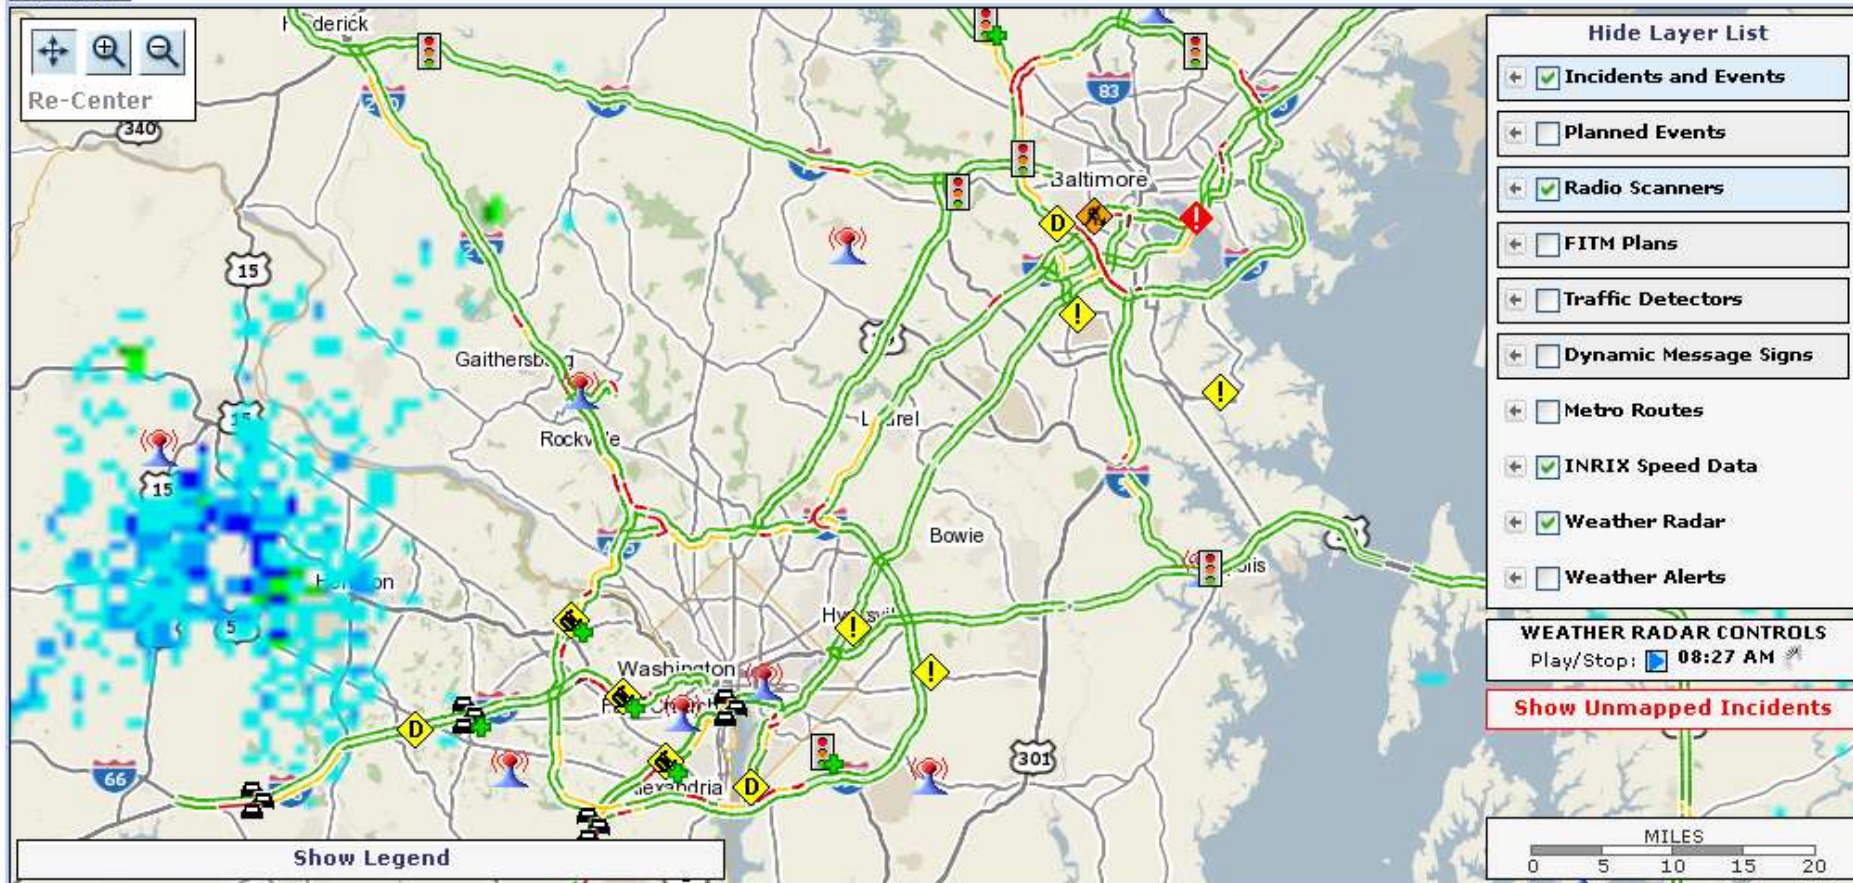 Re-Center
340
83
Baltimore
15
Gaithersburg
15
Rockville
Laurel
15
Bowie
Washington
66
301
Show Legend
Hide Layer List
Incidents and Events
Planned Events
Radio Scanners
FITM Plans
Traffic Detectors
Dynamic Message Signs
Metro Routes
INRIX Speed Data
Weather Radar
Weather Alerts
WEATHER RADAR CONTROLS
Play/Stop: 08:27 AM
Show Unmapped Incidents
MILES
0 5 10 15 20
D
D
D
!
!
!
!
!